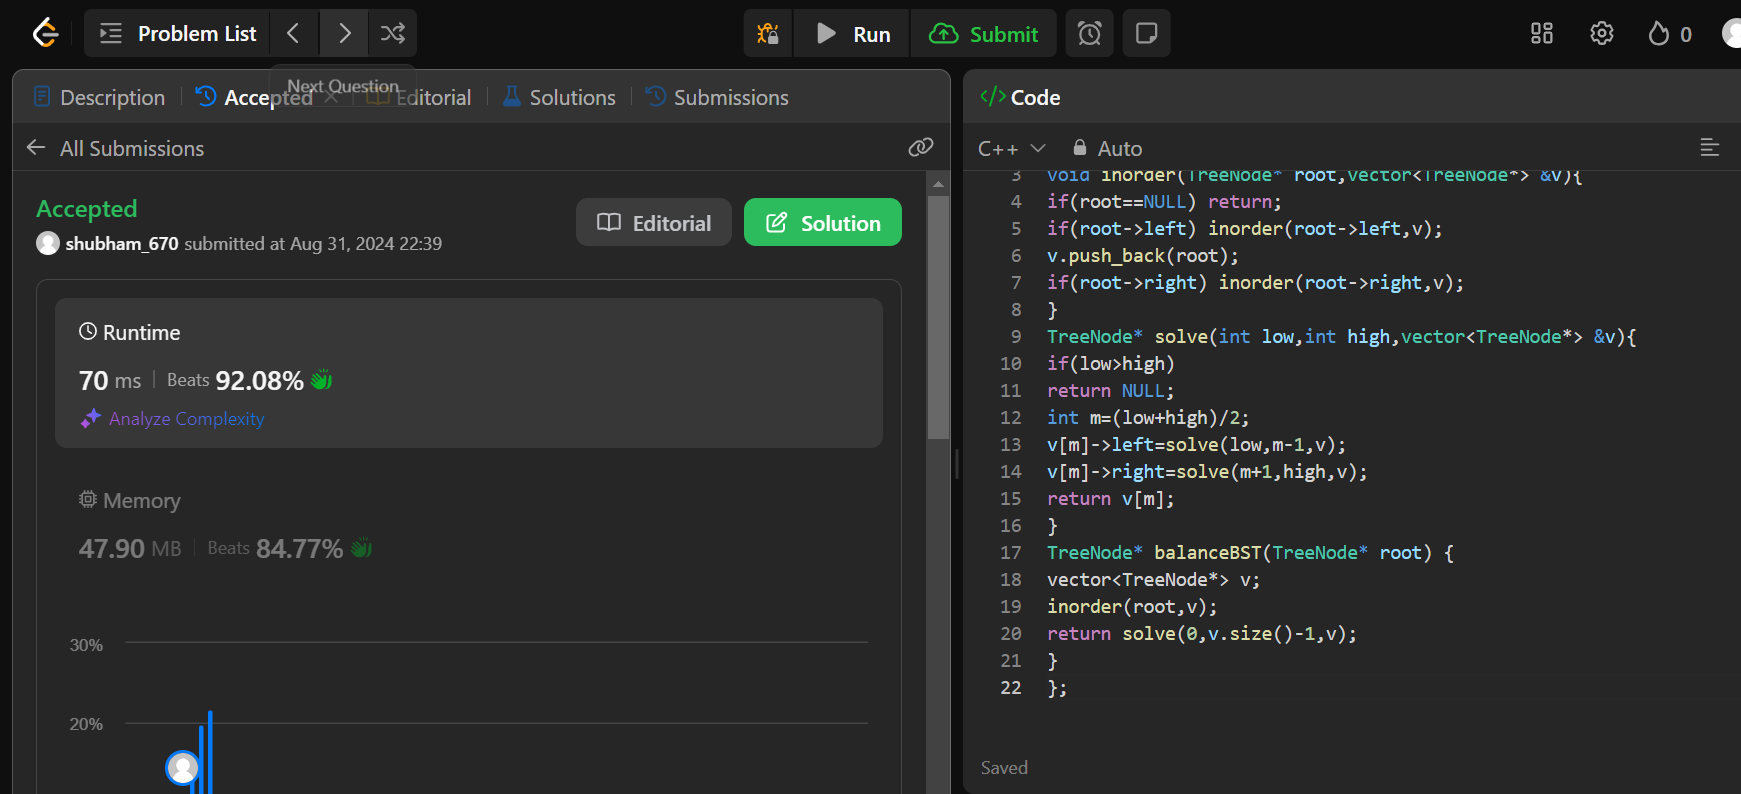 Problem List
Run
Submit
0
Next Question
Description
Accepted
Editorial
Solutions
Submissions
All Submissions
Accepted
shubham_670 submitted at Aug 31, 2024 22:39
Editorial
Solution
Runtime
70 ms | Beats 92.08%
Analyze Complexity
Memory
47.90 MB | Beats 84.77%
30%
20%
</> Code
C++
Auto
3 void inorder(TreeNode* root,vector<TreeNode*> &v){
4 if(root==NULL) return;
5 if(root->left) inorder(root->left,v);
6 v.push_back(root);
7 if(root->right) inorder(root->right,v);
8 }
9 TreeNode* solve(int low,int high,vector<TreeNode*> &v){
10 if(low>high)
11 return NULL;
12 int m=(low+high)/2;
13 v[m]->left=solve(low,m-1,v);
14 v[m]->right=solve(m+1,high,v);
15 return v[m];
16 }
17 TreeNode* balanceBST(TreeNode* root) {
18 vector<TreeNode*> v;
19 inorder(root,v);
20 return solve(0,v.size()-1,v);
21 }
22 };
Saved